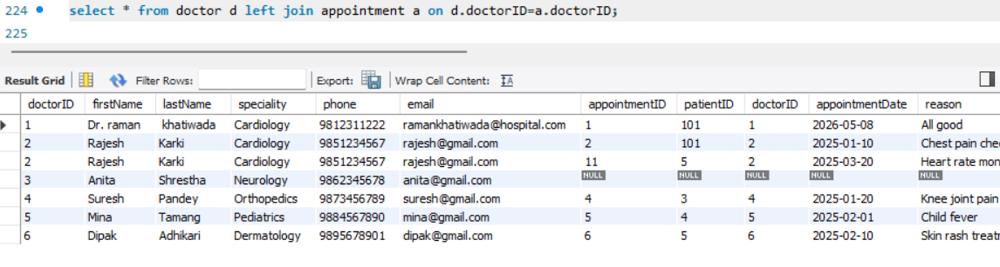 224 select * from doctor d left join appointment a on d.doctorID=a.doctorID;
225
Result Grid Filter Rows: Export: Wrap Cell Content: IA
doctorID firstName lastName speciality phone email appointmentID patientID doctorID appointmentDate reason
1 Dr. raman khatiwada Cardiology 9812311222 ramankhatiwada@hospital.com 1 101 1 2026-05-08 All good
2 Rajesh Karki Cardiology 9851234567 rajesh@gmail.com 2 101 2 2025-01-10 Chest pain che
2 Rajesh Karki Cardiology 9851234567 rajesh@gmail.com 11 5 2 2025-03-20 Heart rate mon
3 Anita Shrestha Neurology 9862345678 anita@gmail.com NULL NULL NULL NULL NULL
4 Suresh Pandey Orthopedics 9873456789 suresh@gmail.com 4 3 4 2025-01-20 Knee joint pain
5 Mina Tamang Pediatrics 9884567890 mina@gmail.com 5 4 5 2025-02-01 Child fever
6 Dipak Adhikari Dermatology 9895678901 dipak@gmail.com 6 5 6 2025-02-10 Skin rash treatr